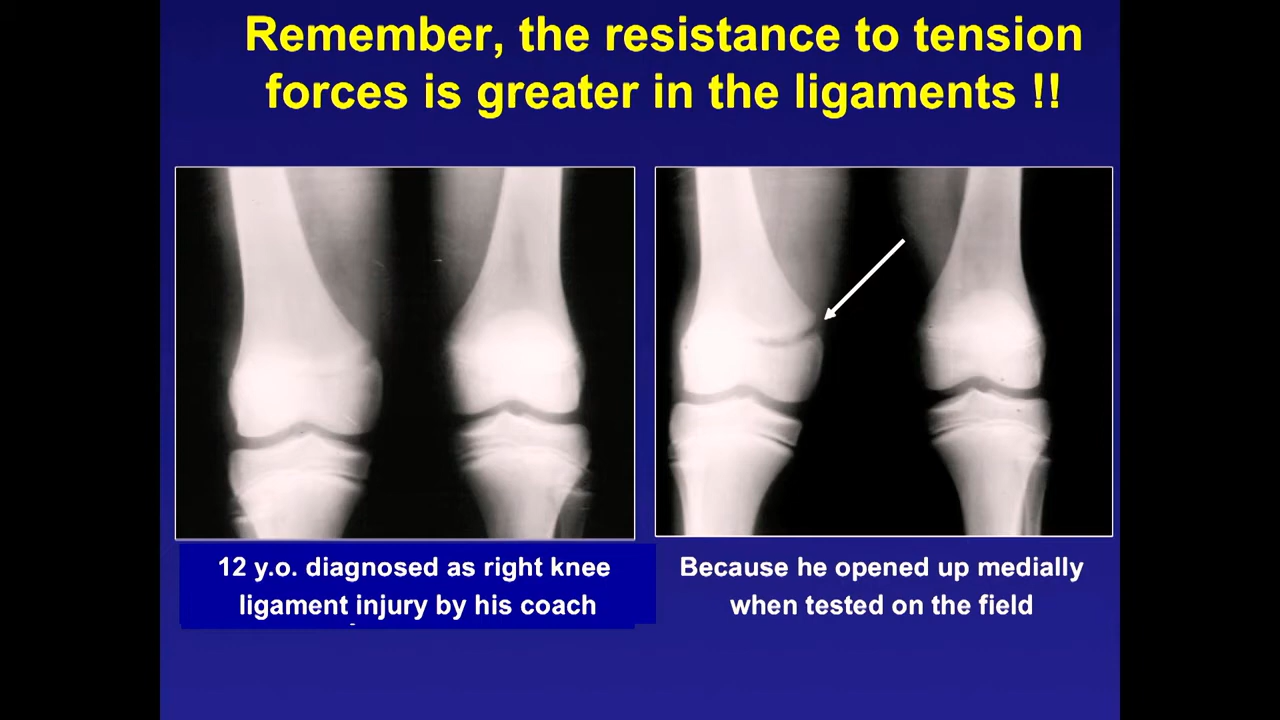 Remember, the resistance to tension
forces is greater in the ligaments !!
12 y.o. diagnosed as right knee
ligament injury by his coach
Because he opened up medially
when tested on the field